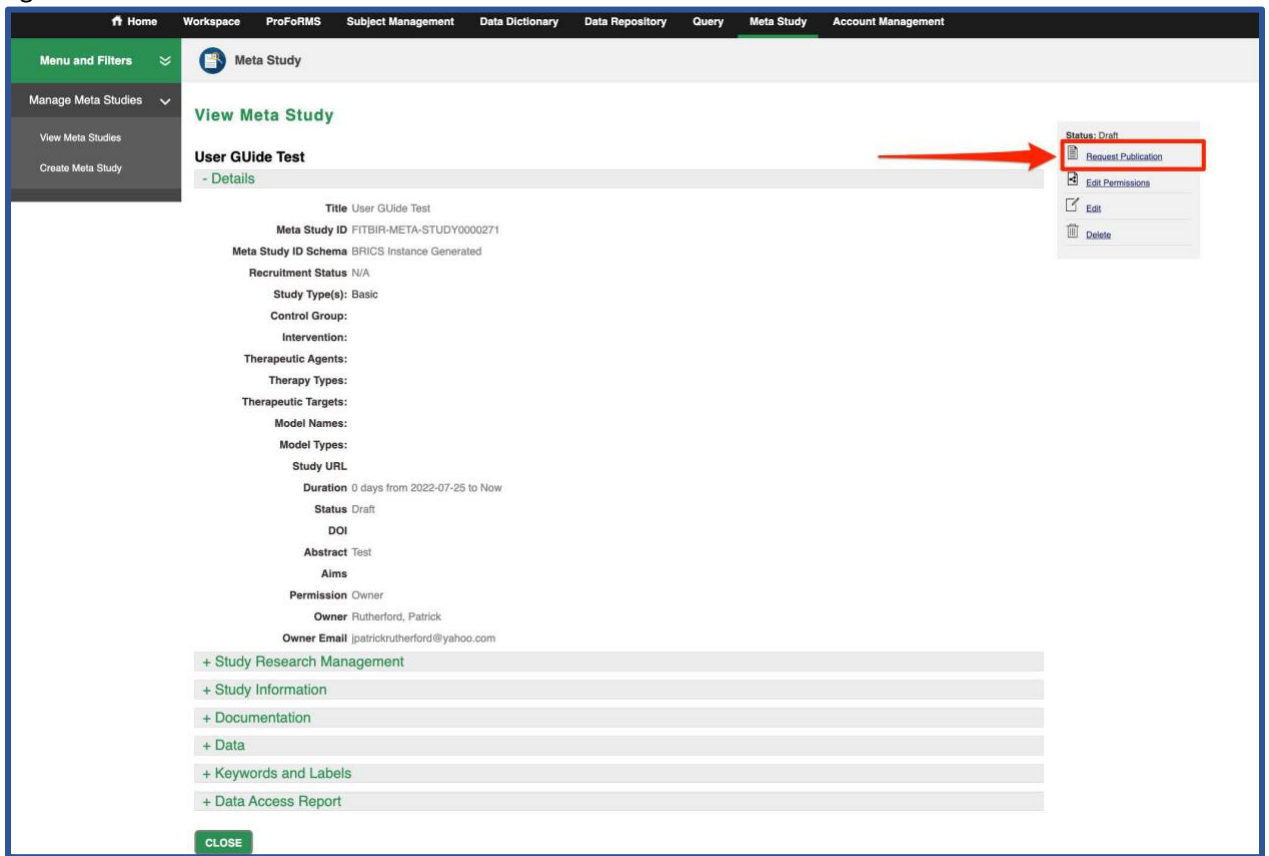 Home Workspace ProFoRMS Subject Management Data Dictionary Data Repository Query Meta Study Account Management
Menu and Filters
Meta Study
Manage Meta Studies
View Meta Studies
Create Meta Study
View Meta Study
User GUide Test
- Details
Title User GUide Test
Meta Study ID FITBIR-META-STUDY0000271
Meta Study ID Schema BRICS Instance Generated
Recruitment Status N/A
Study Type(s): Basic
Control Group:
Intervention:
Therapeutic Agents:
Therapy Types:
Therapeutic Targets:
Model Names:
Model Types:
Study URL
Duration 0 days from 2022-07-25 to Now
Status Draft
DOI
Abstract Test
Aims
Permission Owner
Owner Rutherford, Patrick
Owner Email jpatrickrutherford@yahoo.com
+ Study Research Management
+ Study Information
+ Documentation
+ Data
+ Keywords and Labels
+ Data Access Report
CLOSE
Status: Draft
Request Publication
Edit Permissions
Edit
Delete